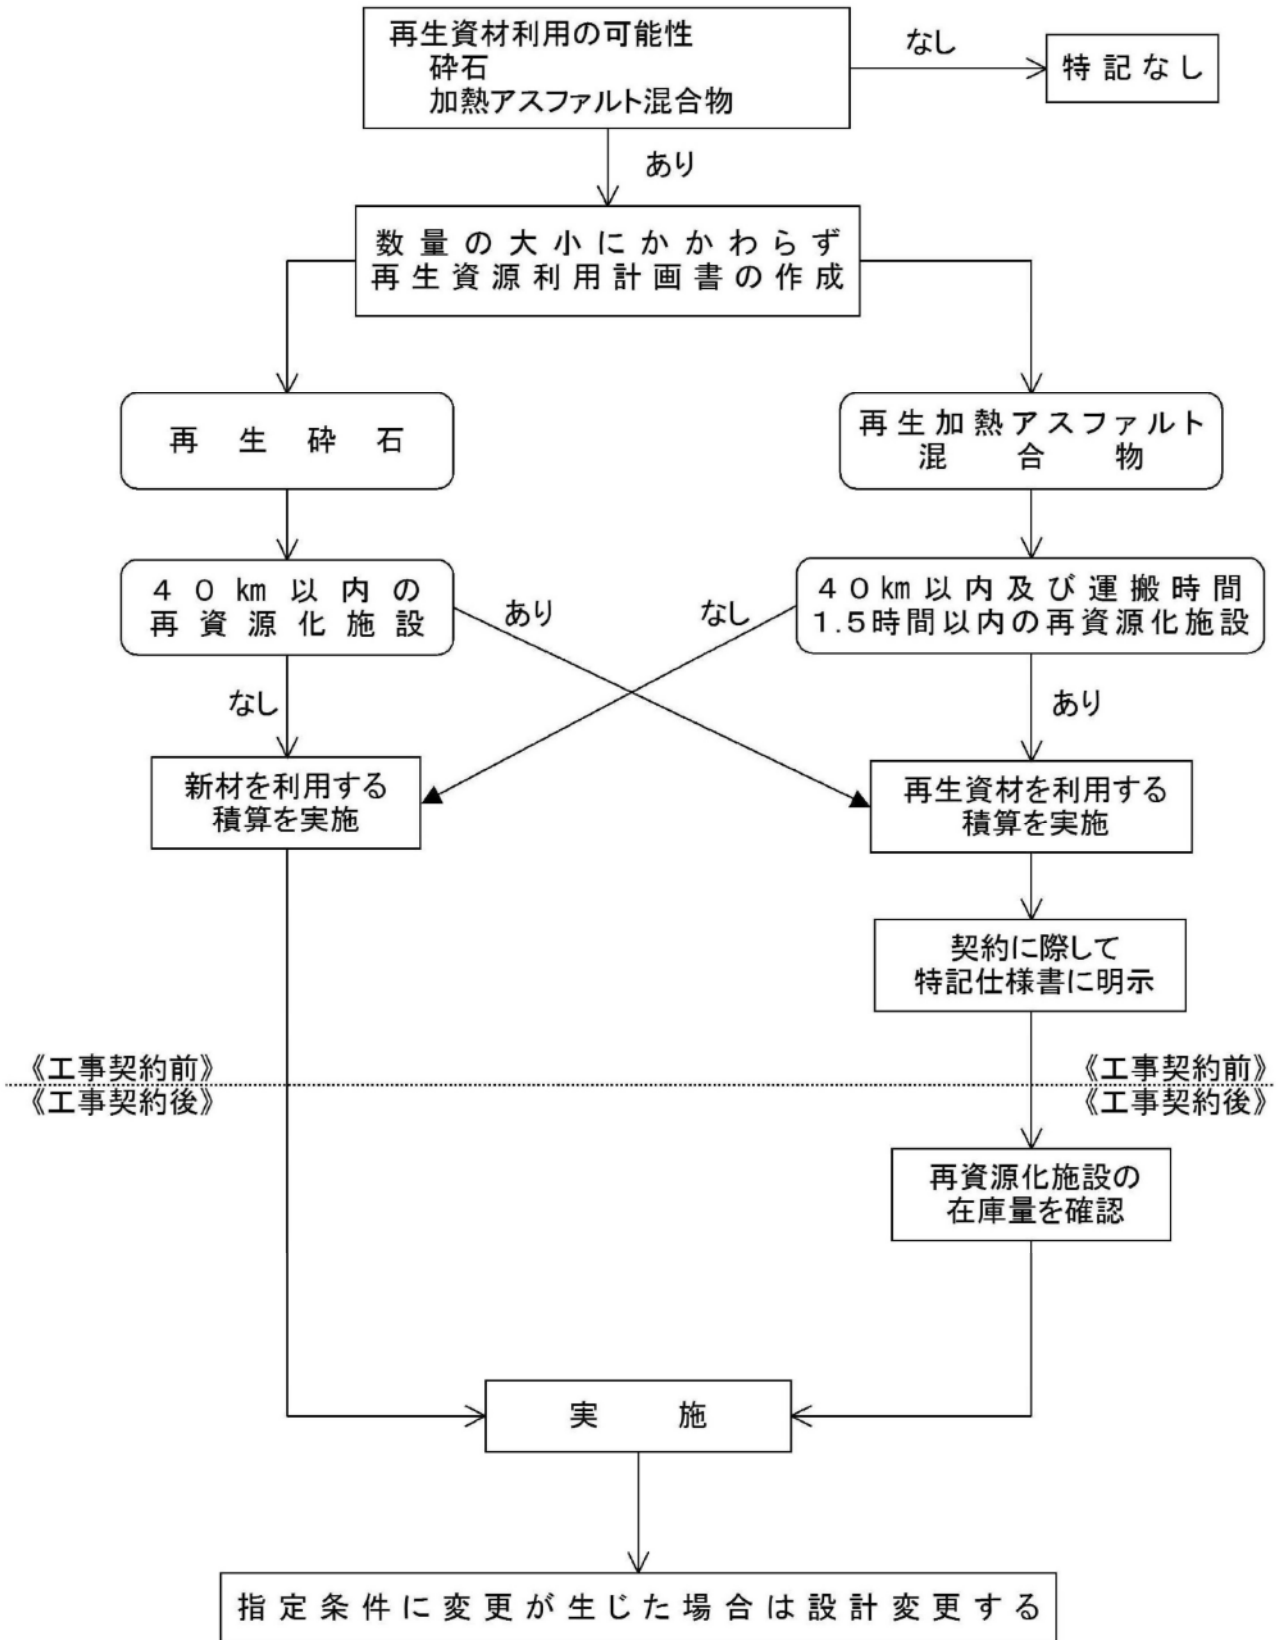 再生資材利用の可能性
砕石
加熱アスファルト混合物
なし
特記なし
あり
数量の大小にかかわらず
再生資源利用計画書の作成
再生砕石
再生加熱アスファルト
混合物
40km以内の
再資源化施設
あり
なし
40km以内及び運搬時間
1.5時間以内の再資源化施設
なし
あり
新材を利用する
積算を実施
再生資材を利用する
積算を実施
契約に際して
特記仕様書に明示
《工事契約前》
《工事契約前》
《工事契約後》
《工事契約後》
再資源化施設の
在庫量を確認
実施
指定条件に変更が生じた場合は設計変更する